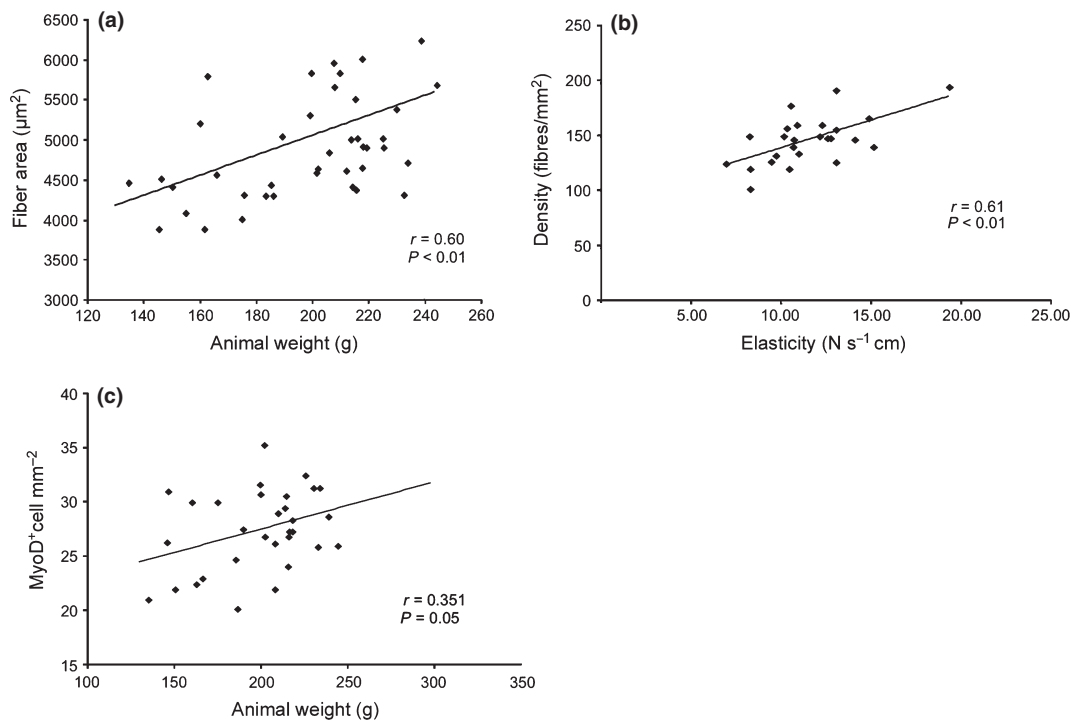 (a)
6500
6000
5500
5000
4500
4000
3500
3000
Fiber area (µm²)
r = 0.60
P < 0.01
120 140 160 180 200 220 240 260
Animal weight (g)
(b)
250
200
150
100
50
0
Density (fibres/mm²)
r = 0.61
P < 0.01
5.00 10.00 15.00 20.00 25.00
Elasticity (N s⁻¹ cm)
(c)
40
35
30
25
20
15
MyoD⁺cell mm⁻²
r = 0.351
P = 0.05
100 150 200 250 300 350
Animal weight (g)